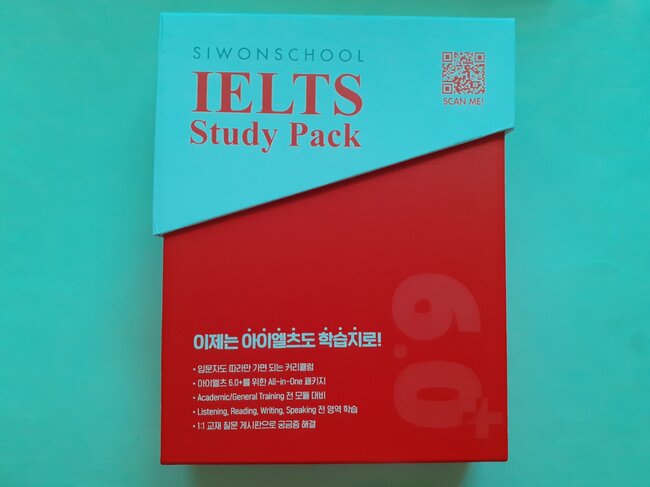 SIWONSCHOOL
IELTS
Study Pack
SCAN ME!
6.0+
이제는 아이엘츠도 학습지로!
• 입문자도 따라만 가면 되는 커리큘럼
• 아이엘츠 6.0+를 위한 All-in-One 패키지
• Academic/General Training 전 모듈 대비
• Listening, Reading, Writing, Speaking 전 영역 학습
• 1:1 교재 질문 게시판으로 궁금증 해결